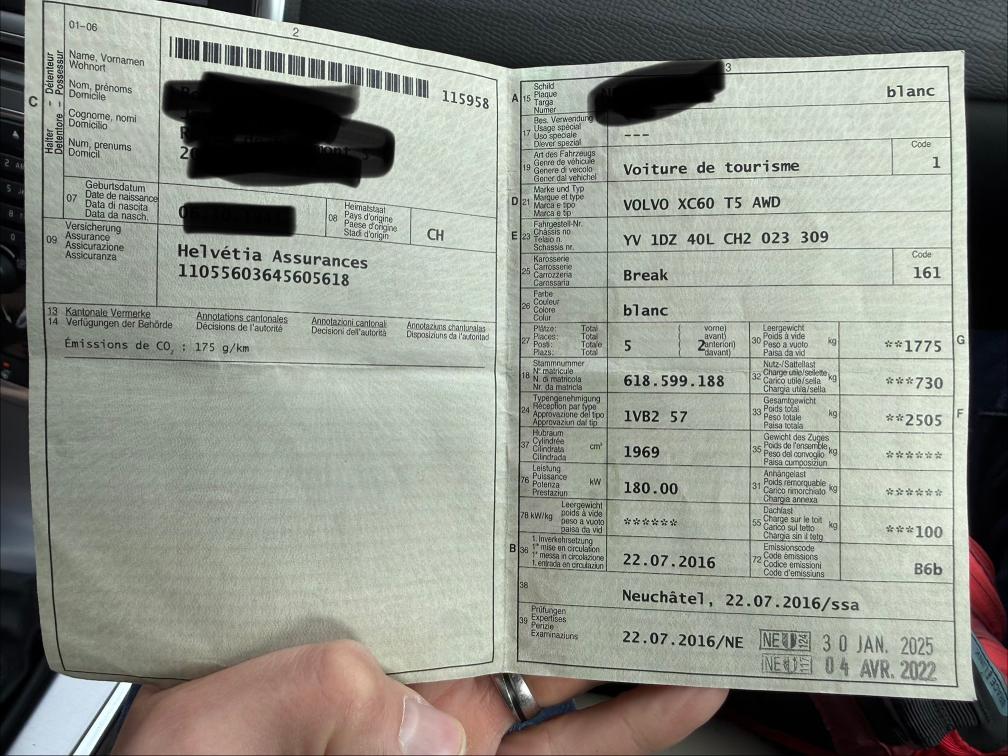 01-06
2
115958
C
Halter - Détenteur
Detentore - Possessur
Name, Vornamen
Wohnort
Nom, prénoms
Domicile
Cognome, nomi
Domicilio
Num, prenums
Domicil
07
Geburtsdatum
Date de naissance
Data di nascita
Data da nasch.
08
Heimatstaat
Pays d'origine
Paese d'origine
Stadi d'origin
CH
09
Versicherung
Assurance
Assicurazione
Assicuranza
Helvétia Assurances
11055603645605618
13 Kantonale Vermerke
14 Verfügungen der Behörde
Annotations cantonales
Décisions de l'autorité
Annotazioni cantonali
Decisioni dell'autorità
Annotaziuns chantunalas
Disposiziuns da l'autoritad
Émissions de CO2 : 175 g/km
3
A 15
Schild
Plaque
Targa
Numer
blanc
17
Bes. Verwendung
Usage spécial
Uso speciale
Diever spezial
---
19
Art des Fahrzeugs
Genre de véhicule
Genere di veicolo
Gener dal vehichel
Voiture de tourisme
Code
1
D 21
Marke und Typ
Marque et type
Marca e tipo
Marca e tip
VOLVO XC60 T5 AWD
E 23
Fahrgestell-Nr.
Châssis no
Telaio n.
Schassis nr.
YV 1DZ 40L CH2 023 309
25
Karosserie
Carrosserie
Carrozzeria
Carossaria
Break
Code
161
26
Farbe
Couleur
Colore
Colur
blanc
27
Plätze: Total
Places: Total
Posti: Totale
Plazs: Total
5
vorne)
avant)
anteriori)
davant)
2
30
Leergewicht
Poids à vide
Peso a vuoto
Paisa da vid
kg
**1775
G
18
Stammnummer
N° matricule
N. di matricola
Nr. da matricla
618.599.188
32
Nutz-/Sattellast
Charge utile/sellette
Carico utile/sella
Chargia utila/sella
kg
***730
24
Typengenehmigung
Réception par type
Approvazione del tipo
Approvaziun dal tip
1VB2 57
33
Gesamtgewicht
Poids total
Peso totale
Paisa totala
kg
**2505
F
37
Hubraum
Cylindrée
Cilindrata
Cilindrada
cm³
1969
35
Gewicht des Zuges
Poids de l'ensemble
Peso del convoglio
Paisa cumposiziun
kg
******
76
Leistung
Puissance
Potenza
Prestaziun
kW
180.00
31
Anhängelast
Poids remorquable
Carico rimorchiato
Chargia annexa
kg
******
78 kW/kg
Leergewicht
poids à vide
peso a vuoto
paisa da vid
******
55
Dachlast
Charge sur le toit
Carico sul tetto
Chargia sin il tetg
kg
***100
B 36
1. Inverkehrsetzung
1re mise en circulation
1a messa in circolazione
1. entrada en circulaziun
22.07.2016
72
Emissionscode
Code émissions
Codice emissioni
Code d'emissiuns
B6b
38
Neuchâtel, 22.07.2016/ssa
39
Prüfungen
Expertises
Perizie
Examinaziuns
22.07.2016/NE
NE 124 30 JAN. 2025
NE 117 04 AVR. 2022